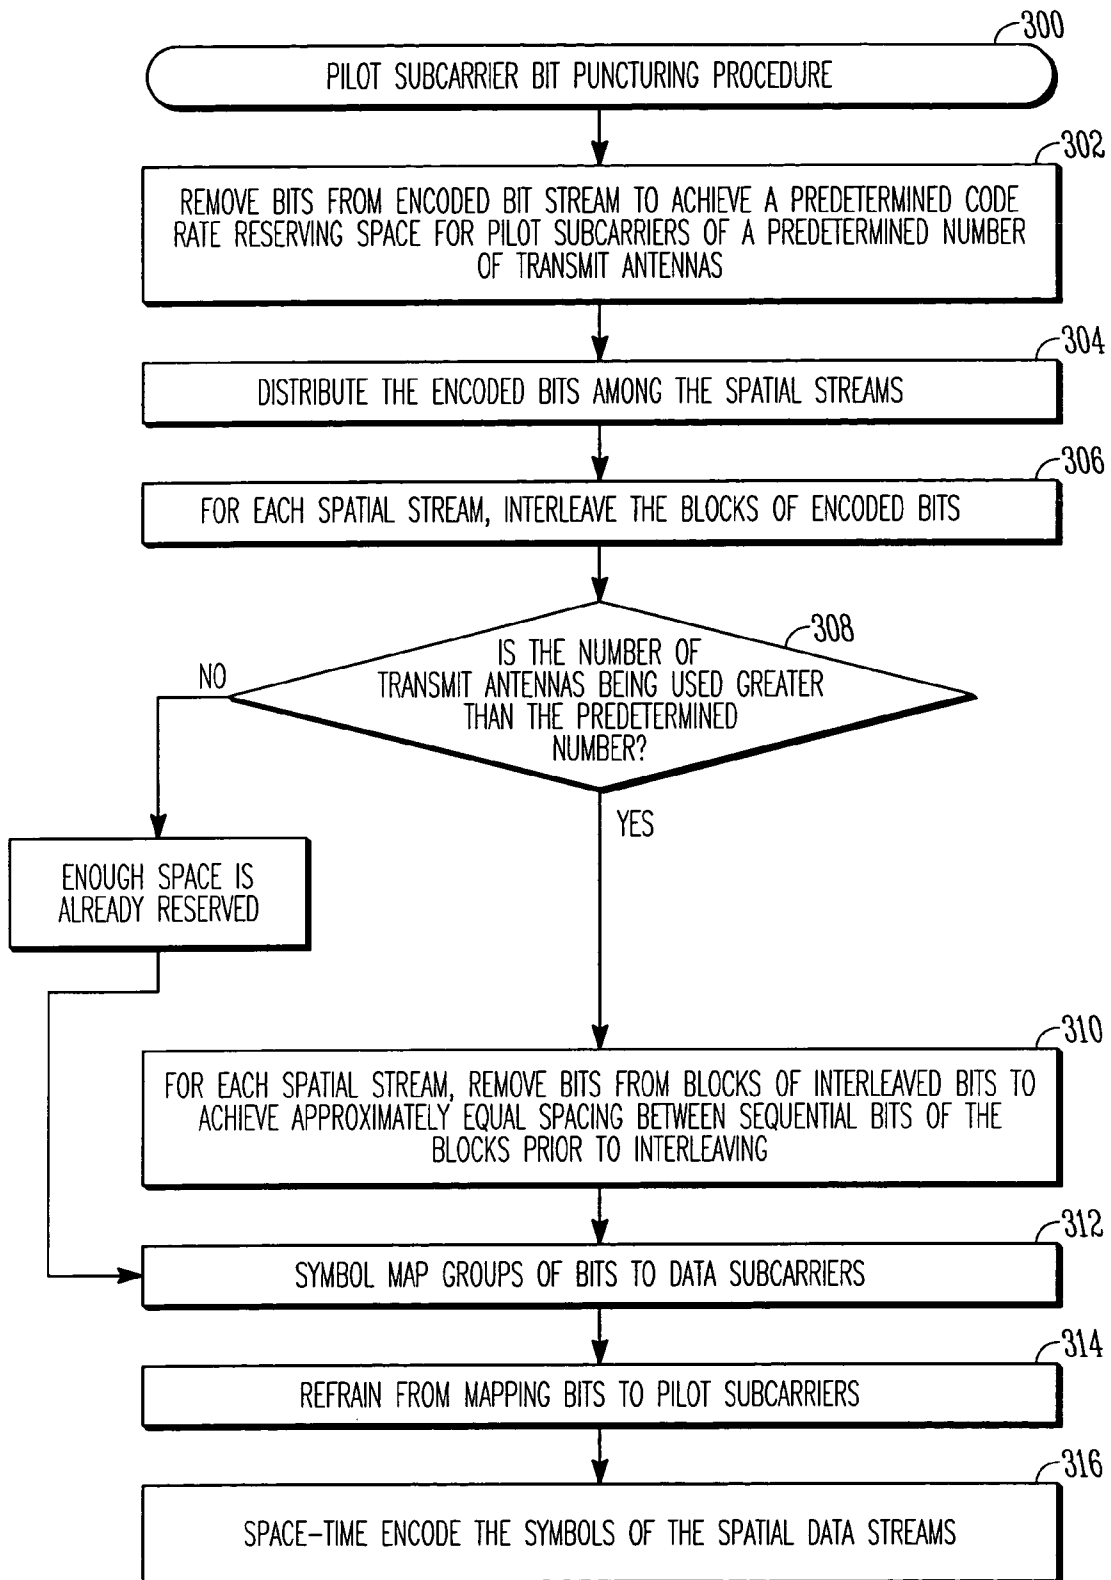 300
PILOT SUBCARRIER BIT PUNCTURING PROCEDURE
302
REMOVE BITS FROM ENCODED BIT STREAM TO ACHIEVE A PREDETERMINED CODE
RATE RESERVING SPACE FOR PILOT SUBCARRIERS OF A PREDETERMINED NUMBER
OF TRANSMIT ANTENNAS
304
DISTRIBUTE THE ENCODED BITS AMONG THE SPATIAL STREAMS
306
FOR EACH SPATIAL STREAM, INTERLEAVE THE BLOCKS OF ENCODED BITS
308
IS THE NUMBER OF
TRANSMIT ANTENNAS BEING USED GREATER
THAN THE PREDETERMINED
NUMBER?
NO
YES
ENOUGH SPACE IS
ALREADY RESERVED
310
FOR EACH SPATIAL STREAM, REMOVE BITS FROM BLOCKS OF INTERLEAVED BITS TO
ACHIEVE APPROXIMATELY EQUAL SPACING BETWEEN SEQUENTIAL BITS OF THE
BLOCKS PRIOR TO INTERLEAVING
312
SYMBOL MAP GROUPS OF BITS TO DATA SUBCARRIERS
314
REFRAIN FROM MAPPING BITS TO PILOT SUBCARRIERS
316
SPACE-TIME ENCODE THE SYMBOLS OF THE SPATIAL DATA STREAMS